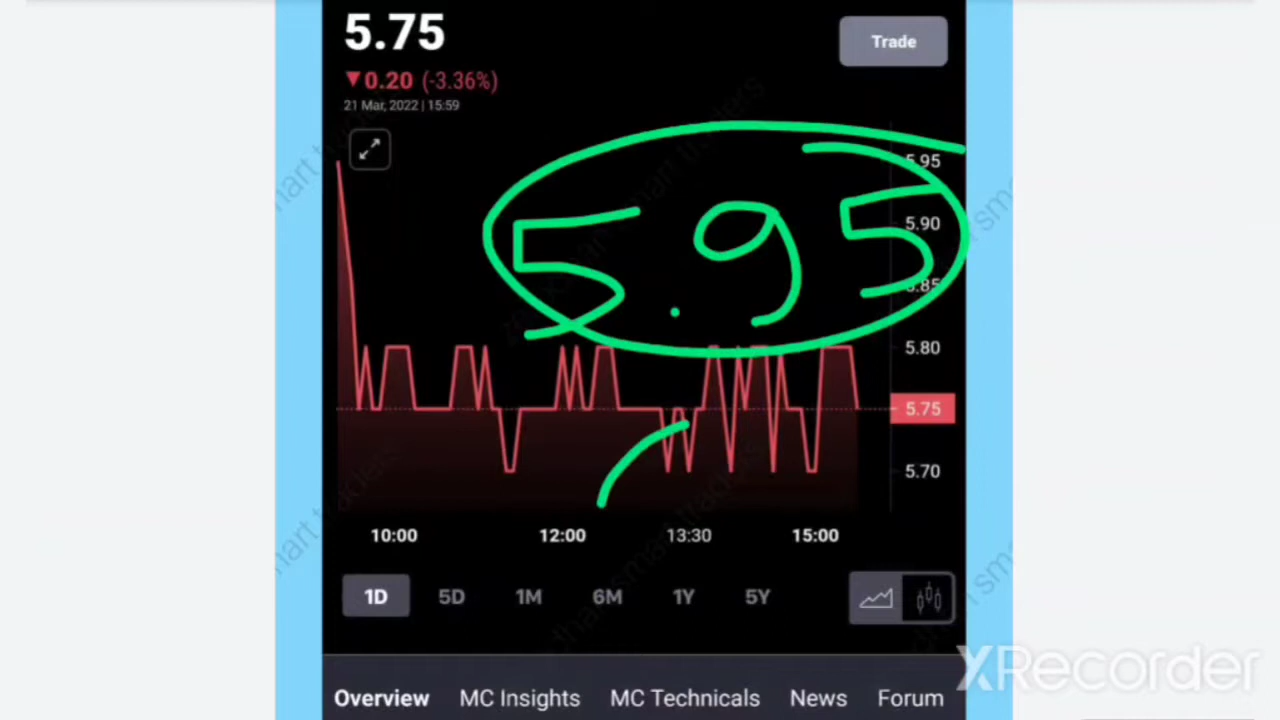 5.75
Trade
▼0.20 (-3.36%)
21 Mar, 2022 | 15:59
5.95
5.95
5.90
5.85
5.80
5.75
5.70
10:00 12:00 13:30 15:00
1D 5D 1M 6M 1Y 5Y
Overview MC Insights MC Technicals News Forum
XRecorder